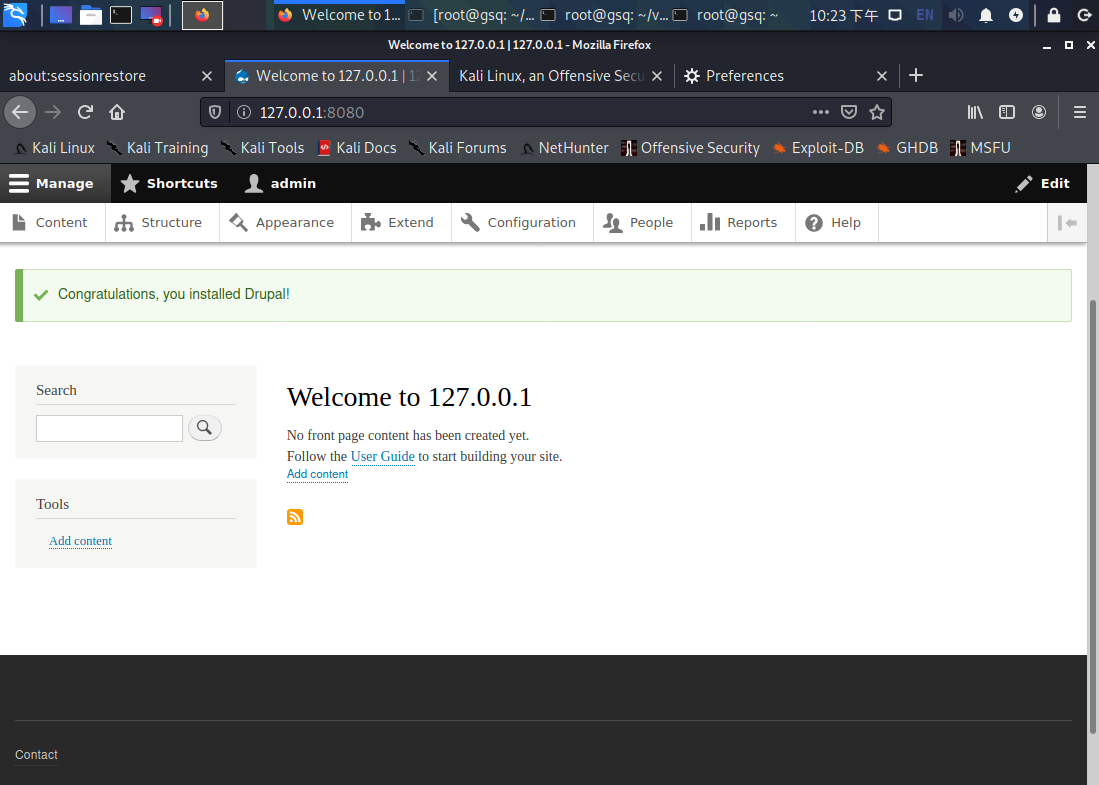 Welcome to 1... [root@gsq: ~/... root@gsq: ~/v... root@gsq: ~ 10:23 下午 EN
Welcome to 127.0.0.1 | 127.0.0.1 - Mozilla Firefox
about:sessionrestore Welcome to 127.0.0.1 | 12 Kali Linux, an Offensive Secu Preferences
127.0.0.1:8080
Kali Linux Kali Training Kali Tools Kali Docs Kali Forums NetHunter Offensive Security Exploit-DB GHDB MSFU
Manage Shortcuts admin Edit
Content Structure Appearance Extend Configuration People Reports Help
Congratulations, you installed Drupal!
Search
Welcome to 127.0.0.1
No front page content has been created yet.
Follow the User Guide to start building your site.
Add content
Tools
Add content
Contact